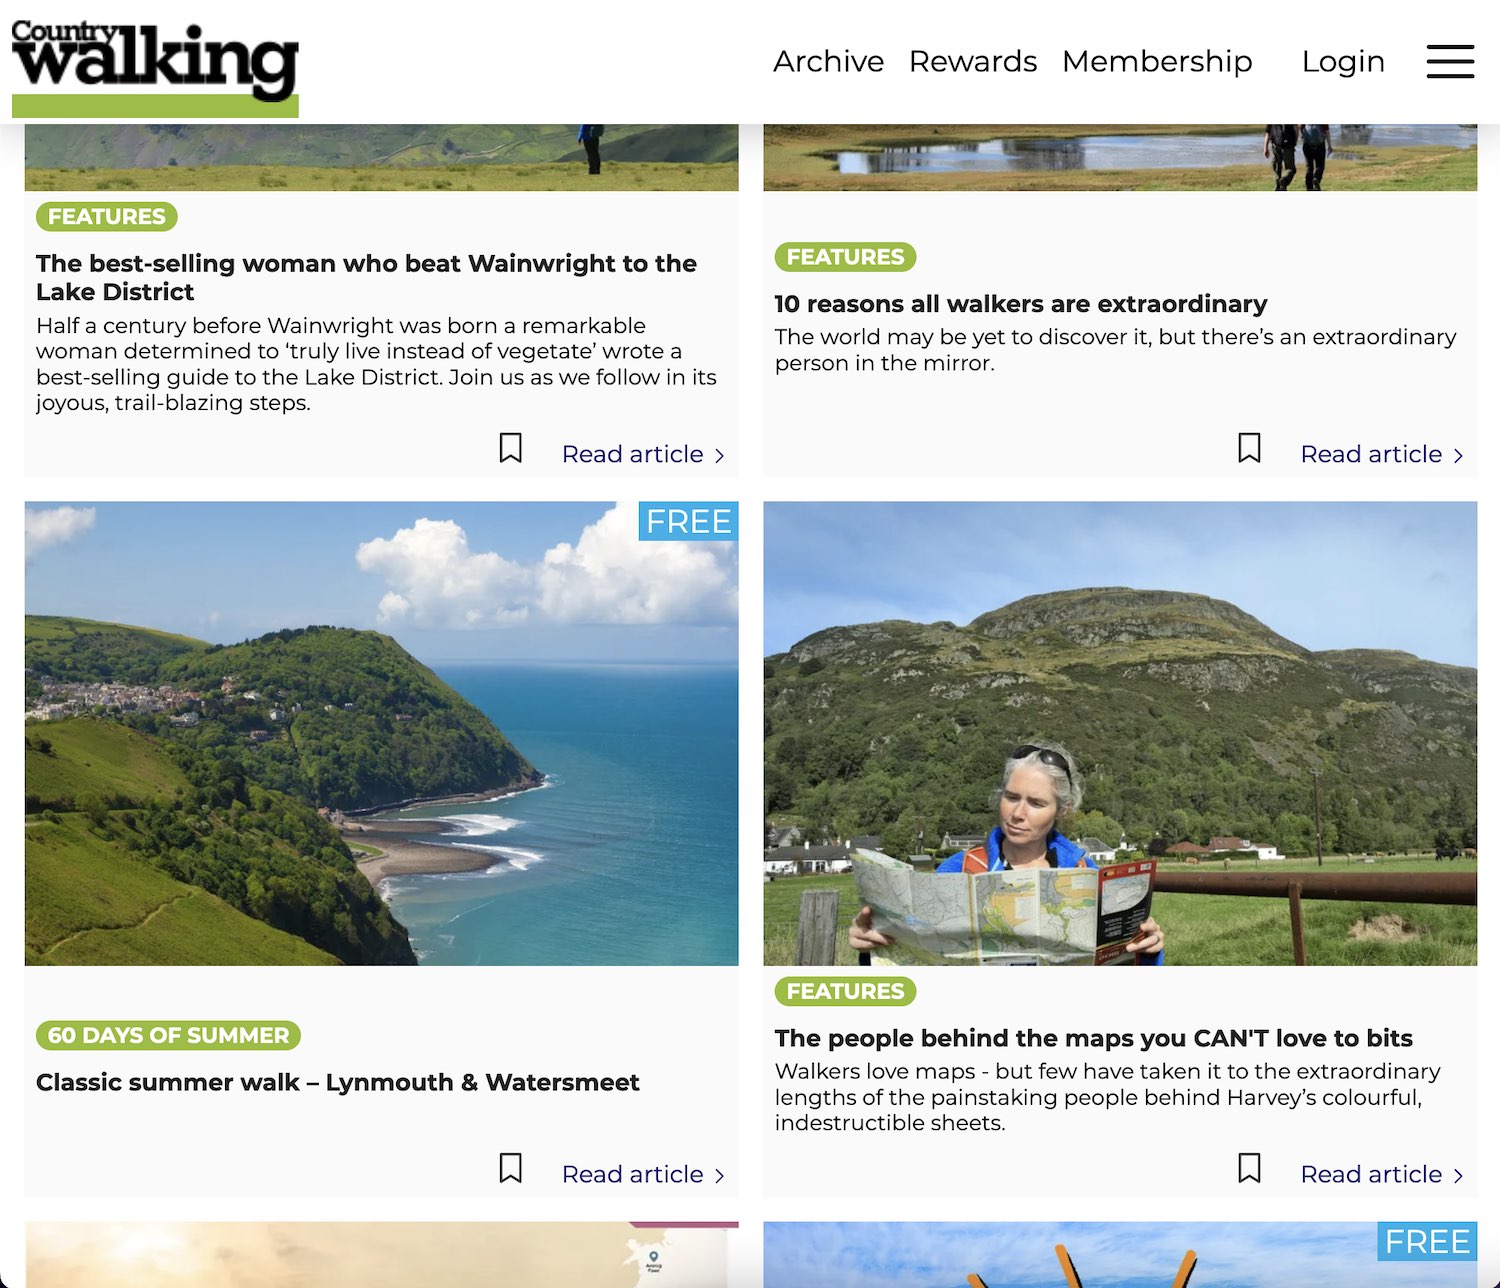 Country
walking
Archive
Rewards
Membership
Login
FEATURES
The best-selling woman who beat Wainwright to the
Lake District
Half a century before Wainwright was born a remarkable
woman determined to ‘truly live instead of vegetate’ wrote a
best-selling guide to the Lake District. Join us as we follow in its
joyous, trail-blazing steps.
Read article
FEATURES
10 reasons all walkers are extraordinary
The world may be yet to discover it, but there’s an extraordinary
person in the mirror.
Read article
FREE
60 DAYS OF SUMMER
Classic summer walk – Lynmouth & Watersmeet
Read article
FEATURES
The people behind the maps you CAN'T love to bits
Walkers love maps - but few have taken it to the extraordinary
lengths of the painstaking people behind Harvey’s colourful,
indestructible sheets.
Read article
Arenig
Fawr
FREE